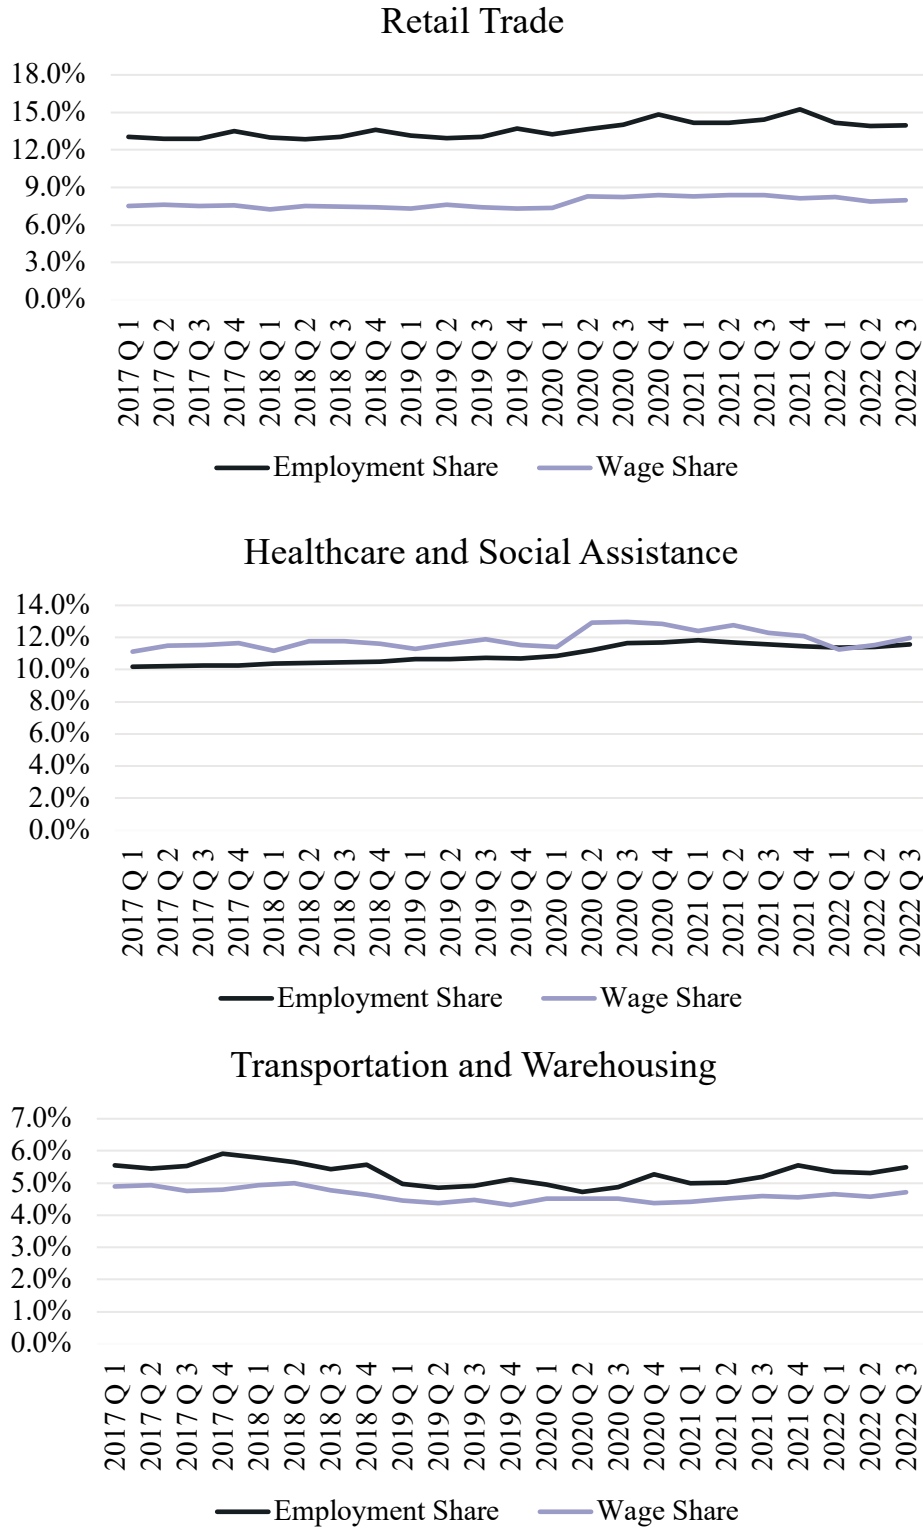 Retail Trade
18.0%
15.0%
12.0%
9.0%
6.0%
3.0%
0.0%
2017 Q 1
2017 Q 2
2017 Q 3
2017 Q 4
2018 Q 1
2018 Q 2
2018 Q 3
2018 Q 4
2019 Q 1
2019 Q 2
2019 Q 3
2019 Q 4
2020 Q 1
2020 Q 2
2020 Q 3
2020 Q 4
2021 Q 1
2021 Q 2
2021 Q 3
2021 Q 4
2022 Q 1
2022 Q 2
2022 Q 3
Employment Share Wage Share
Healthcare and Social Assistance
14.0%
12.0%
10.0%
8.0%
6.0%
4.0%
2.0%
0.0%
2017 Q 1
2017 Q 2
2017 Q 3
2017 Q 4
2018 Q 1
2018 Q 2
2018 Q 3
2018 Q 4
2019 Q 1
2019 Q 2
2019 Q 3
2019 Q 4
2020 Q 1
2020 Q 2
2020 Q 3
2020 Q 4
2021 Q 1
2021 Q 2
2021 Q 3
2021 Q 4
2022 Q 1
2022 Q 2
2022 Q 3
Employment Share Wage Share
Transportation and Warehousing
7.0%
6.0%
5.0%
4.0%
3.0%
2.0%
1.0%
0.0%
2017 Q 1
2017 Q 2
2017 Q 3
2017 Q 4
2018 Q 1
2018 Q 2
2018 Q 3
2018 Q 4
2019 Q 1
2019 Q 2
2019 Q 3
2019 Q 4
2020 Q 1
2020 Q 2
2020 Q 3
2020 Q 4
2021 Q 1
2021 Q 2
2021 Q 3
2021 Q 4
2022 Q 1
2022 Q 2
2022 Q 3
Employment Share Wage Share